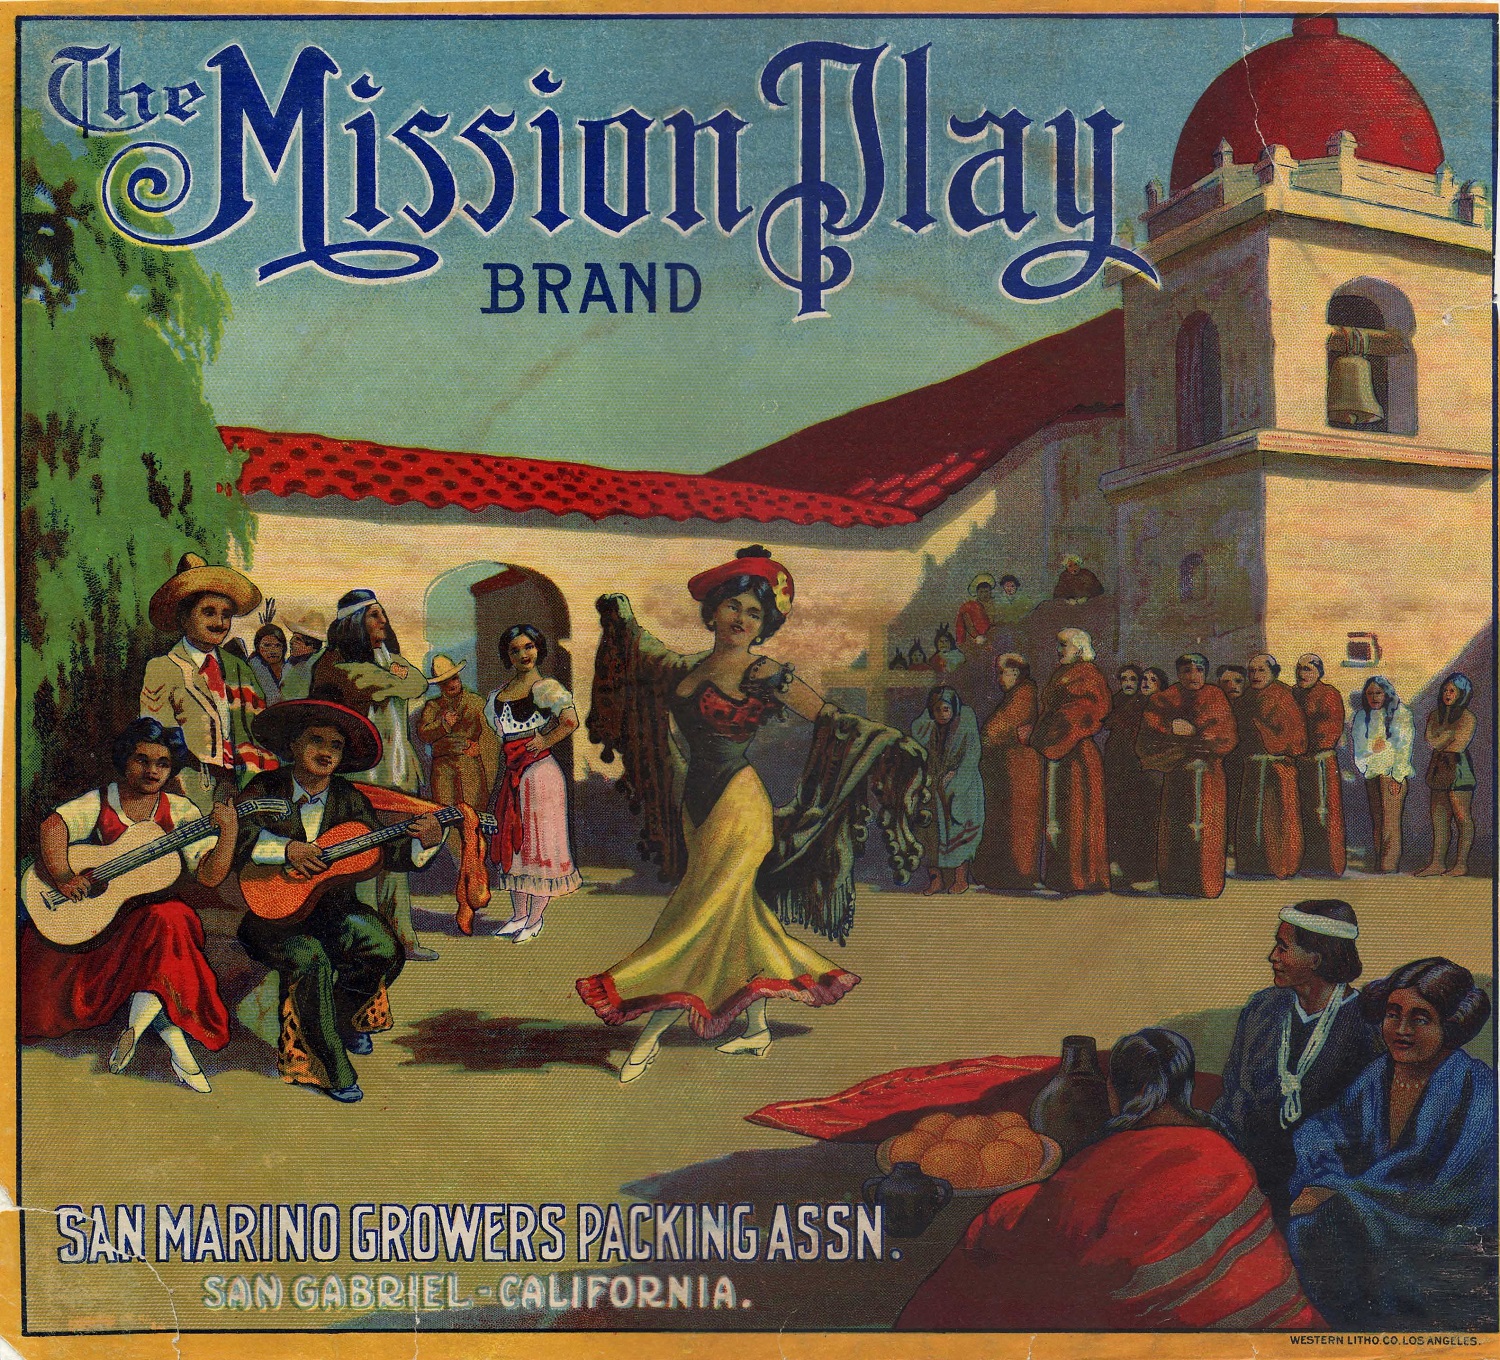 The Mission Play
BRAND
SAN MARINO GROWERS PACKING ASSN.
SAN GABRIEL - CALIFORNIA.
WESTERN LITHO. CO. LOS ANGELES.